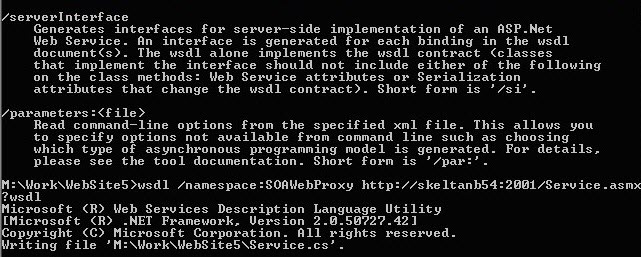 /serverInterface
Generates interfaces for server-side implementation of an ASP.Net
Web Service. An interface is generated for each binding in the wsdl
document(s). The wsdl alone implements the wsdl contract (classes
that implement the interface should not include either of the following
on the class methods: Web Service attributes or Serialization
attributes that change the wsdl contract). Short form is '/si'.
/parameters:<file>
Read command-line options from the specified xml file. This allows you
to specify options not available from command line such as choosing
which type of asynchronous programming model is generated. For details,
please see the tool documentation. Short form is '/par:'.
M:\Work\WebSite5>wsdl /namespace:SOAWebProxy http://skeltanb54:2001/Service.asmx
?wsdl
Microsoft (R) Web Services Description Language Utility
[Microsoft (R) .NET Framework, Version 2.0.50727.42]
Copyright (C) Microsoft Corporation. All rights reserved.
Writing file 'M:\Work\WebSite5\Service.cs'.